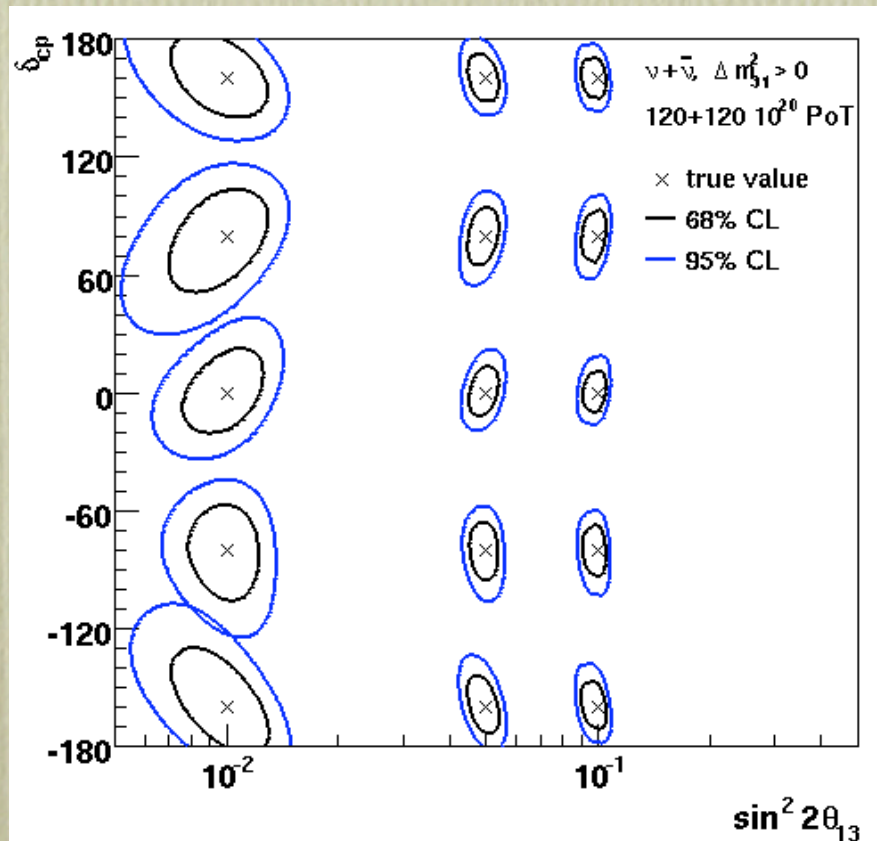 δcp
180
120
60
0
-60
-120
-180
ν+ν̄, Δ m²₃₁ > 0
120+120 10²⁰ PoT
× true value
68% CL
95% CL
10⁻²
10⁻¹
sin² 2θ₁₃